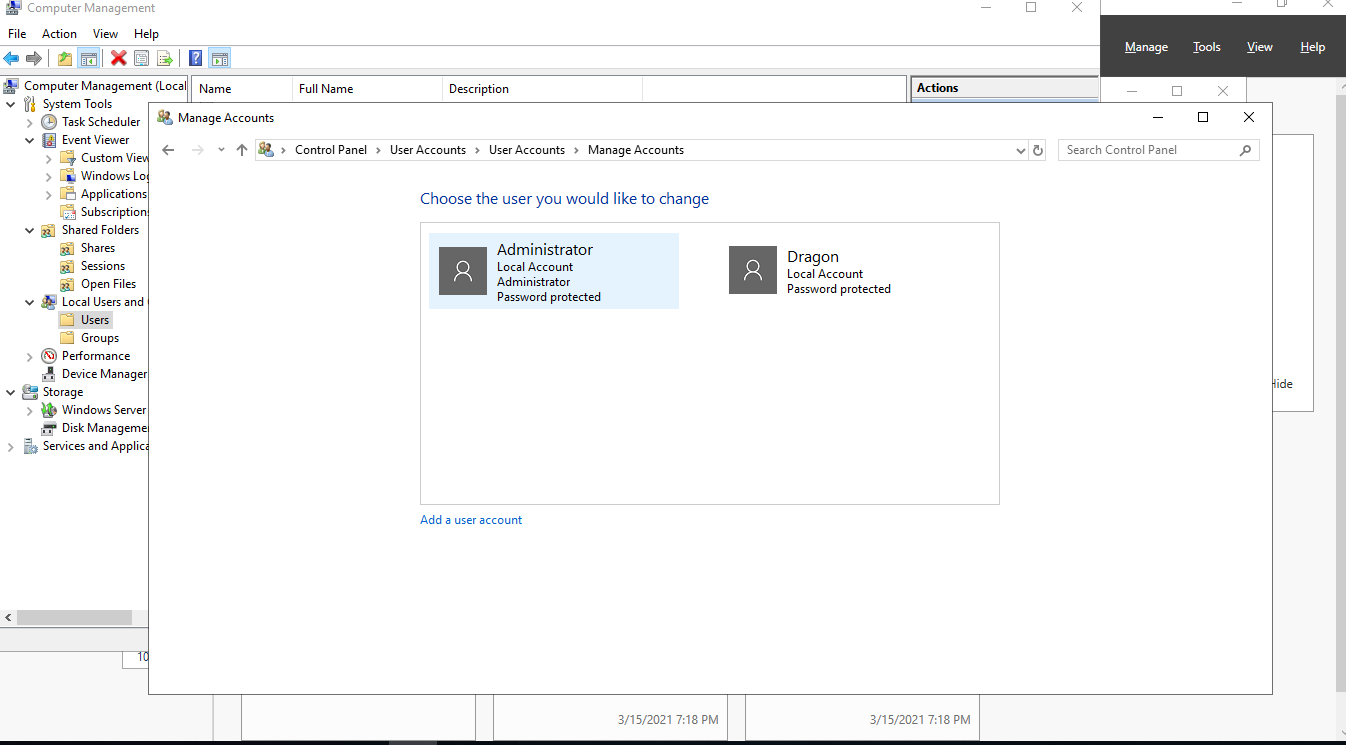 Computer Management
File Action View Help
Manage Tools View Help
Computer Management (Local
System Tools
Task Scheduler
Event Viewer
Custom View
Windows Log
Applications
Subscriptions
Shared Folders
Shares
Sessions
Open Files
Local Users and
Users
Groups
Performance
Device Manager
Storage
Windows Server
Disk Manageme
Services and Applica
Name Full Name Description
Actions
Manage Accounts
Control Panel > User Accounts > User Accounts > Manage Accounts
Search Control Panel
Choose the user you would like to change
Administrator
Local Account
Administrator
Password protected
Dragon
Local Account
Password protected
Add a user account
Hide
10
3/15/2021 7:18 PM
3/15/2021 7:18 PM